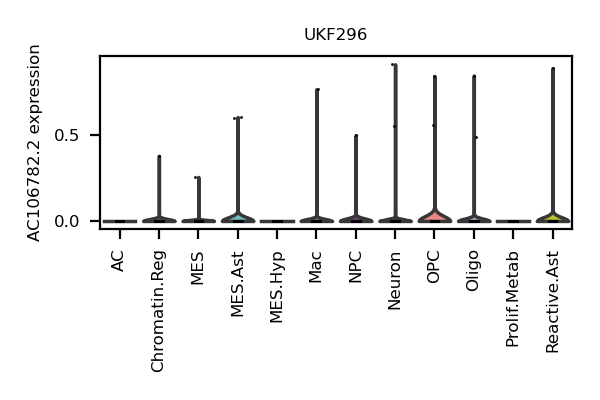 UKF296
AC106782.2 expression
0.5
0.0
AC
Chromatin.Reg
MES
MES.Ast
MES.Hyp
Mac
NPC
Neuron
OPC
Oligo
Prolif.Metab
Reactive.Ast